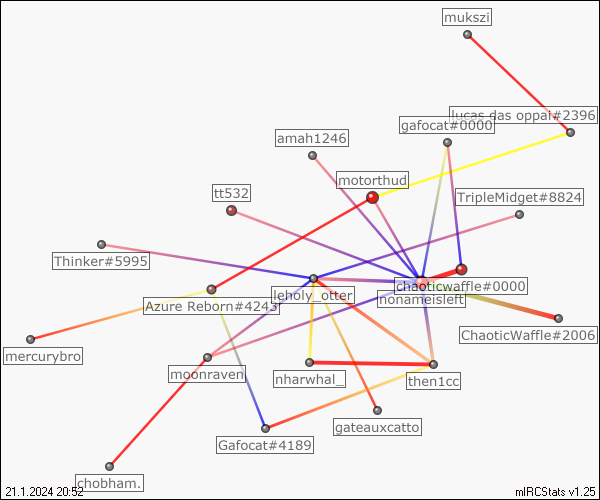 mukszi
lucas das oppai#2396
gafocat#0000
amah1246
motorthud
tt532
TripleMidget#8824
Thinker#5995
chaoticwaffle#0000
leholy_otter
nonameisleft
Azure Reborn#4243
ChaoticWaffle#2006
mercurybro
moonraven
nharwhal_
then1cc
gateauxcatto
Gafocat#4189
chobham.
21.1.2024 20:52
mIRCStats v1.25